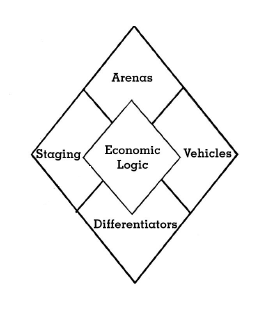 Arenas
Economic
Logic
Staging
Vehicles
Differentiators